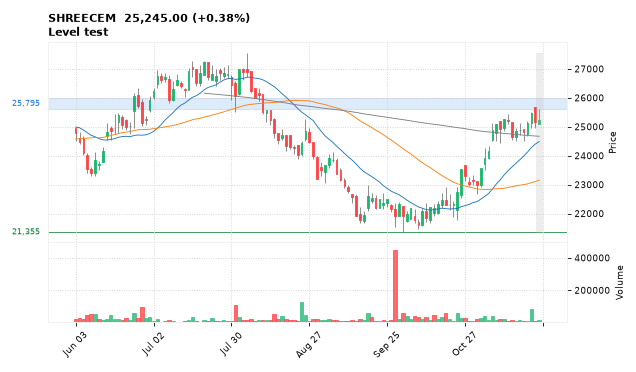 SHREECEM 25,245.00 (+0.38%)
Level test
27000
25,795
26000
25000
24000
23000
22000
21,355
Price
400000
200000
Volume
Jun 03
Jul 02
Jul 30
Aug 27
Sep 25
Oct 27